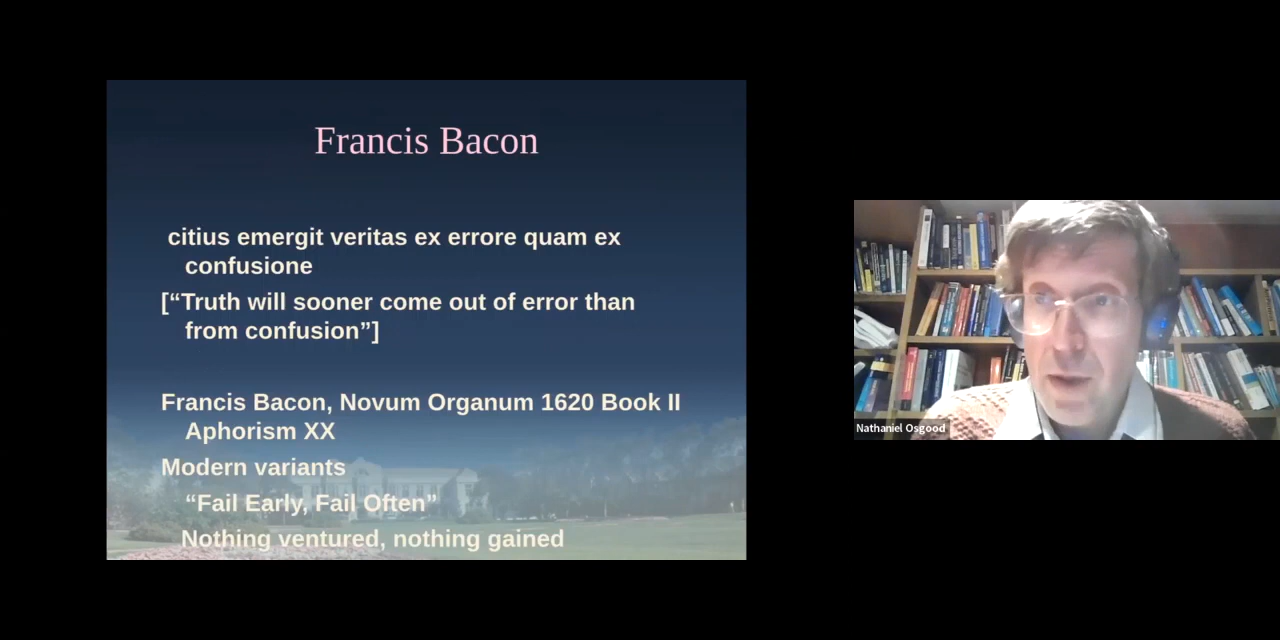 Francis Bacon
citius emergit veritas ex errore quam ex
confusione
[“Truth will sooner come out of error than
from confusion”]
Francis Bacon, Novum Organum 1620 Book II
Aphorism XX
Modern variants
“Fail Early, Fail Often”
Nothing ventured, nothing gained
Nathaniel Osgood